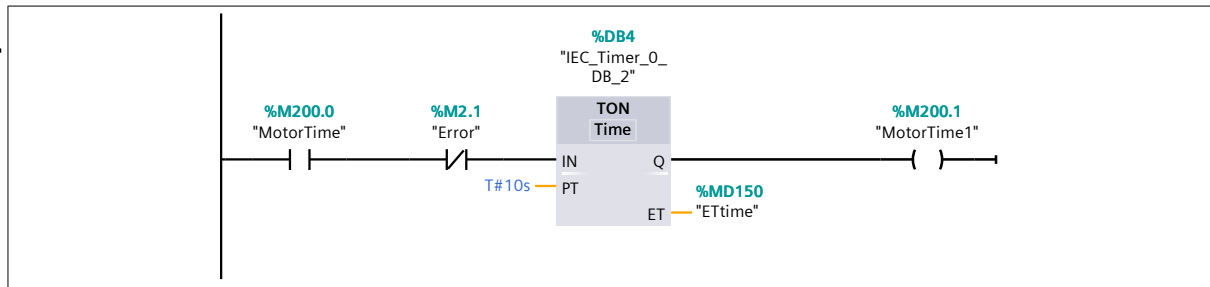 %DB4
"IEC_Timer_0_
DB_2"
%M200.0
"MotorTime"
%M2.1
"Error"
TON
Time
%M200.1
"MotorTime1"
IN
Q
T#10s
PT
%MD150
ET
"ETtime"